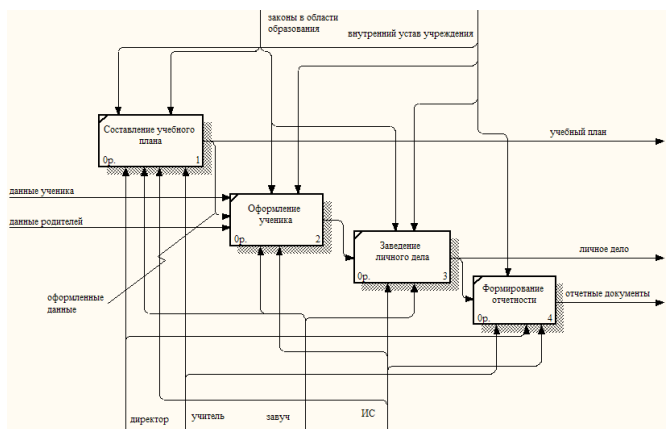 законы в области
образования
внутренний устав учреждения
Составление учебного
плана
0р. 1
учебный план
данные ученика
данные родителей
Оформление
ученика
0р. 2
Заведение
личного дела
0р. 3
личное дело
Формирование
отчетности
0р. 4
отчетные документы
оформленные
данные
директор
учитель
завуч
ИС